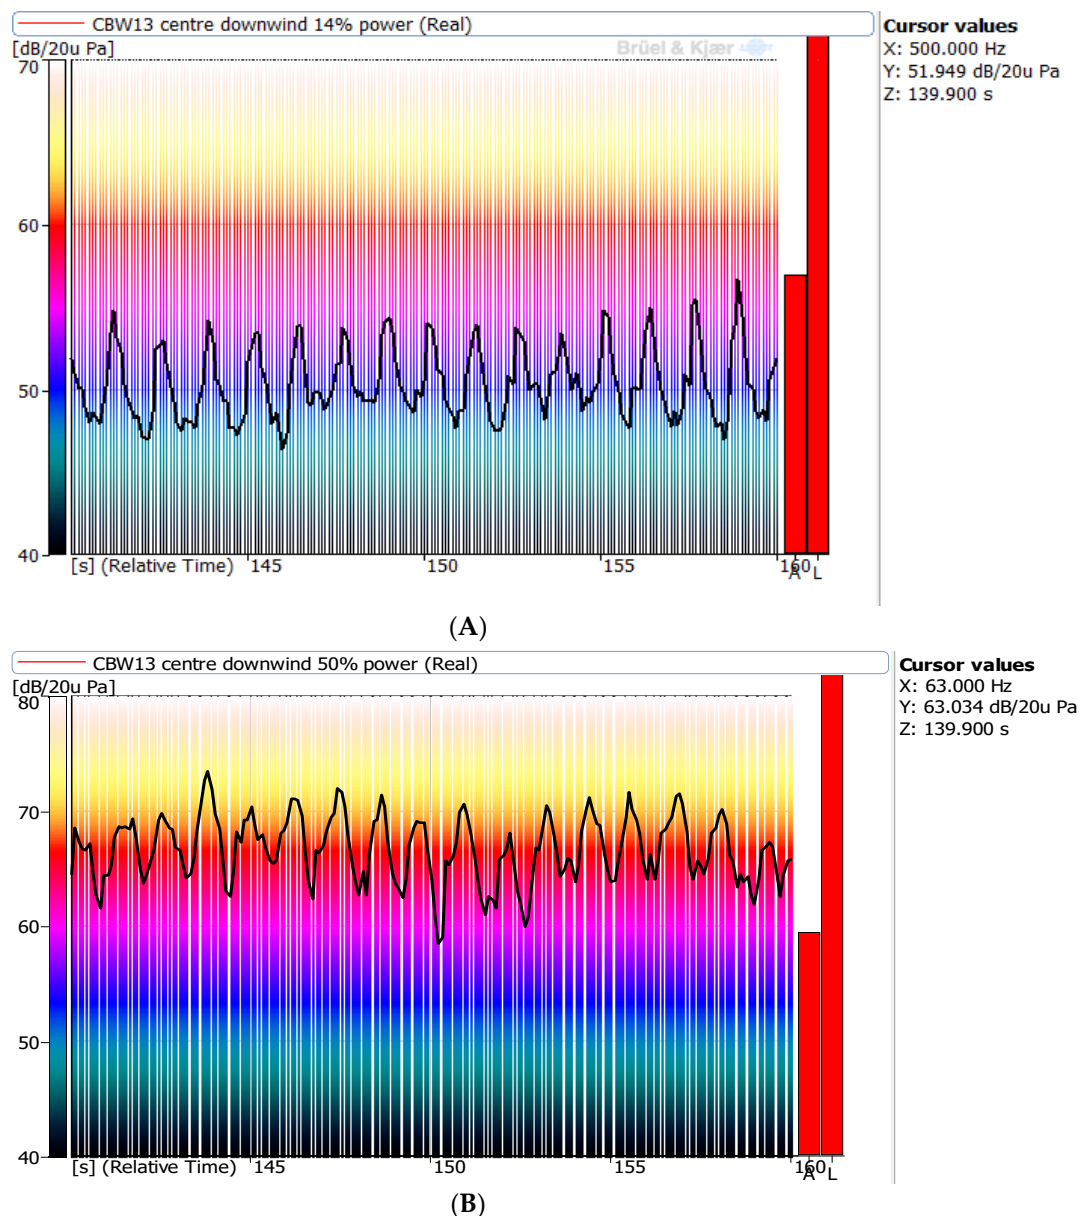 CBW13 centre downwind 14% power (Real)
[dB/20u Pa]
Brüel & Kjær
Cursor values
X: 500.000 Hz
Y: 51.949 dB/20u Pa
Z: 139.900 s
70
60
50
40
[s] (Relative Time) 145 150 155 160
A L
(A)
CBW13 centre downwind 50% power (Real)
[dB/20u Pa]
Cursor values
X: 63.000 Hz
Y: 63.034 dB/20u Pa
Z: 139.900 s
80
70
60
50
40
[s] (Relative Time) 145 150 155 160
A L
(B)